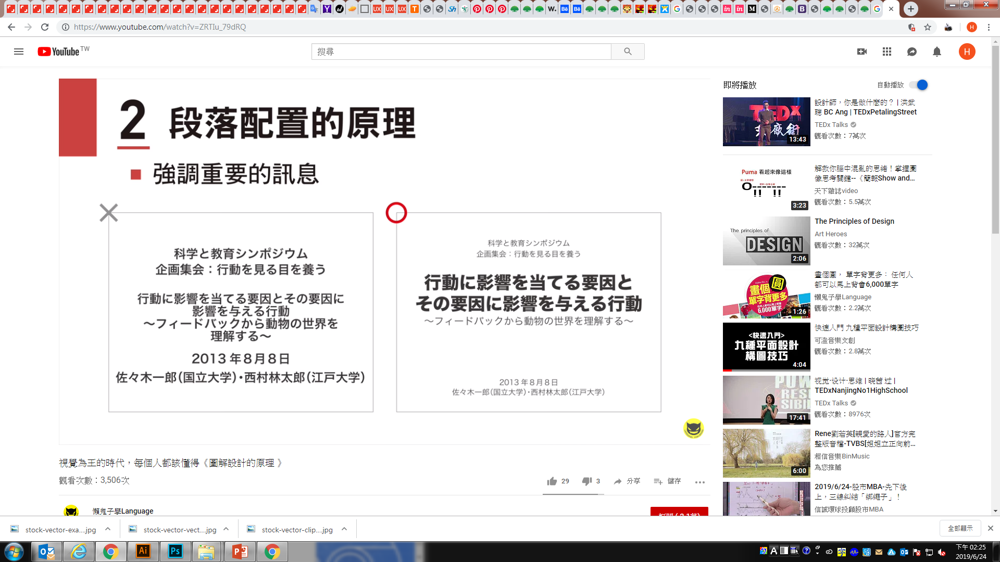 https://www.youtube.com/watch?v=ZRTIu_79dRQ
H
YouTube TW
搜尋
H
2 段落配置的原理
強調重要的訊息
科学と教育シンポジウム
企画集会：行動を見る目を養う
行動に影響を当てる要因とその要因に
影響を与える行動
～フィードバックから動物の世界を
理解する～
2013 年８月８日
佐々木一郎（国立大学）・西村林太郎（江戸大学）
科学と教育シンポジウム
企画集会：行動を見る目を養う
行動に影響を当てる要因と
その要因に影響を与える行動
～フィードバックから動物の世界を理解する～
2013 年８月８日
佐々木一郎（国立大学）・西村林太郎（江戸大学）
視覺為王的時代，每個人都該懂得《圖解設計的原理 》
觀看次數：3,506次
29
3
分享
儲存
懶鬼子學Language
即將播放
自動播放
TEDx
13:43
設計師，你是做什麼的？ | 洪武
聰 BC Ang | TEDxPetalingStreet
TEDx Talks
觀看次數：7萬次
Puma 看起來像這樣
3:23
解救你腦中混亂的思緒！掌握圖
像思考關鍵--《簡報Show and...
天下雜誌video
觀看次數：5.5萬次
The principles of
DESIGN
2:06
The Principles of Design
Art Heroes
觀看次數：32萬次
畫個圓
單字背更多
6,000單字
1:26
畫個圓， 單字背更多： 任何人
都可以馬上背會6,000單字
懶鬼子學Language
觀看次數：2.2萬次
<快速入門>
九種平面設計
構圖技巧
4:04
快速入門 九種平面設計構圖技巧
可澄音樂文創
觀看次數：2.8萬次
17:41
视觉·设计·思维 | 晓茜 过 |
TEDxNanjingNo1HighSchool
TEDx Talks
觀看次數：8976次
6:00
Rene劉若英[親愛的路人]官方完
整版音檔-TVBS[姐姐立正向前...
相信音樂BinMusic
為您推薦
2019/6/24-股市MBA-先下後
上，三線糾結「綁繩子」！
信誠環球投顧股市MBA
stock-vector-exa....jpg
stock-vector-vect....jpg
stock-vector-clip....jpg
全部顯示
Ai
Ps
下午 02:25
2019/6/24